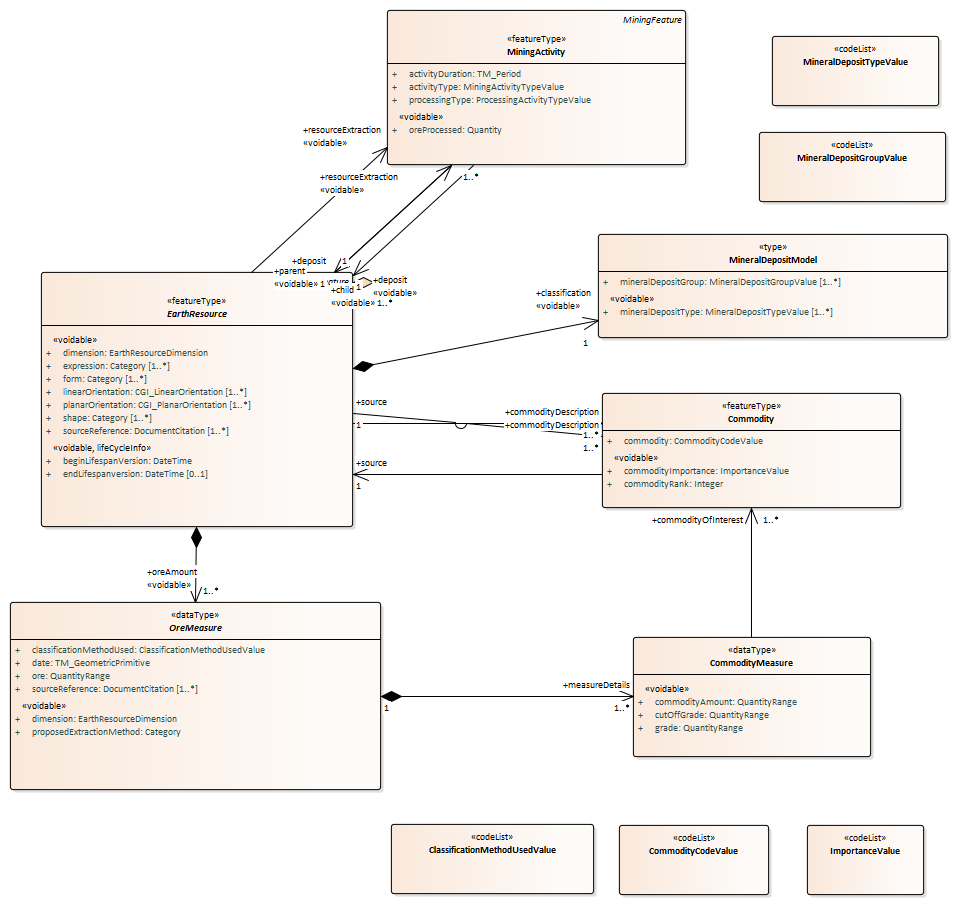 MiningFeature
«featureType»
MiningActivity
+ activityDuration: TM_Period
+ activityType: MiningActivityTypeValue
+ processingType: ProcessingActivityTypeValue
«voidable»
+ oreProcessed: Quantity
«codeList»
MineralDepositTypeValue
«codeList»
MineralDepositGroupValue
+resourceExtraction
«voidable»
+resourceExtraction
«voidable»
1..*
+deposit 1
+parent
«voidable» 1
+child 1
«voidable» 1..*
+deposit
«voidable»
«type»
MineralDepositModel
+ mineralDepositGroup: MineralDepositGroupValue [1..*]
«voidable»
+ mineralDepositType: MineralDepositTypeValue [1..*]
+classification
«voidable»
1
«featureType»
EarthResource
«voidable»
+ dimension: EarthResourceDimension
+ expression: Category [1..*]
+ form: Category [1..*]
+ linearOrientation: CGI_LinearOrientation [1..*]
+ planarOrientation: CGI_PlanarOrientation [1..*]
+ shape: Category [1..*]
+ sourceReference: DocumentCitation [1..*]
«voidable, lifeCycleInfo»
+ beginLifespanVersion: DateTime
+ endLifespanversion: DateTime [0..1]
+source
1
+commodityDescription
+commodityDescription
1..*
1..*
+source
1
«featureType»
Commodity
+ commodity: CommodityCodeValue
«voidable»
+ commodityImportance: ImportanceValue
+ commodityRank: Integer
+commodityOfInterest 1..*
+oreAmount
«voidable» 1..*
«dataType»
OreMeasure
+ classificationMethodUsed: ClassificationMethodUsedValue
+ date: TM_GeometricPrimitive
+ ore: QuantityRange
+ sourceReference: DocumentCitation [1..*]
«voidable»
+ dimension: EarthResourceDimension
+ proposedExtractionMethod: Category
1
+measureDetails
1..*
«dataType»
CommodityMeasure
«voidable»
+ commodityAmount: QuantityRange
+ cutOffGrade: QuantityRange
+ grade: QuantityRange
«codeList»
ClassificationMethodUsedValue
«codeList»
CommodityCodeValue
«codeList»
ImportanceValue